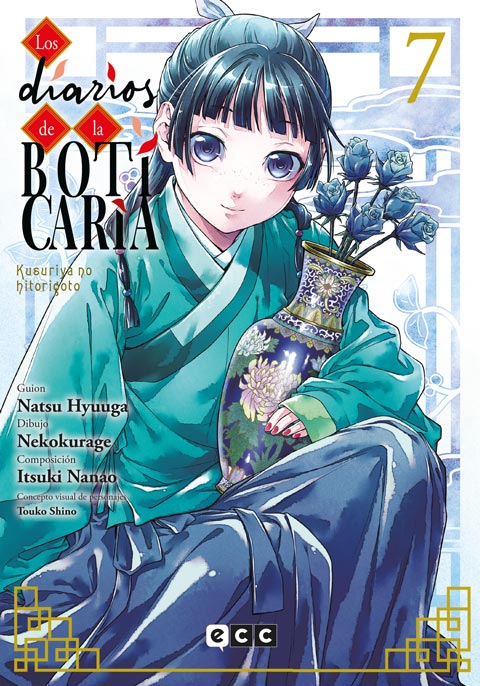 Los
diarios
de la
BOTI
CARIA
Kusuriya no
hitorigoto
7
Guion
Natsu Hyuuga
Dibujo
Nekokurage
Composición
Itsuki Nanao
Concepto visual de personajes
Touko Shino
ecc